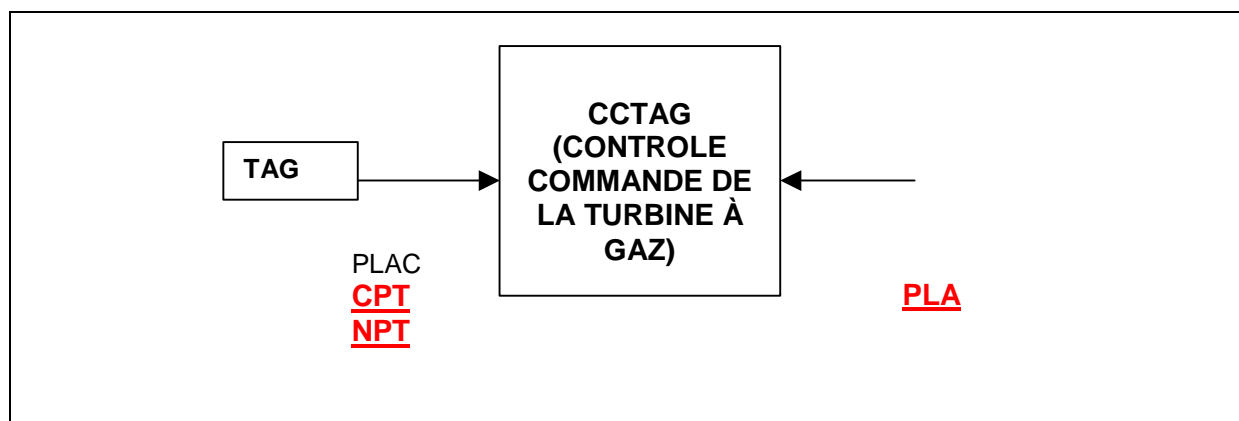 CCTAG
(CONTROLE
COMMANDE DE
LA TURBINE À
GAZ)
TAG
PLAC
CPT
NPT
PLA